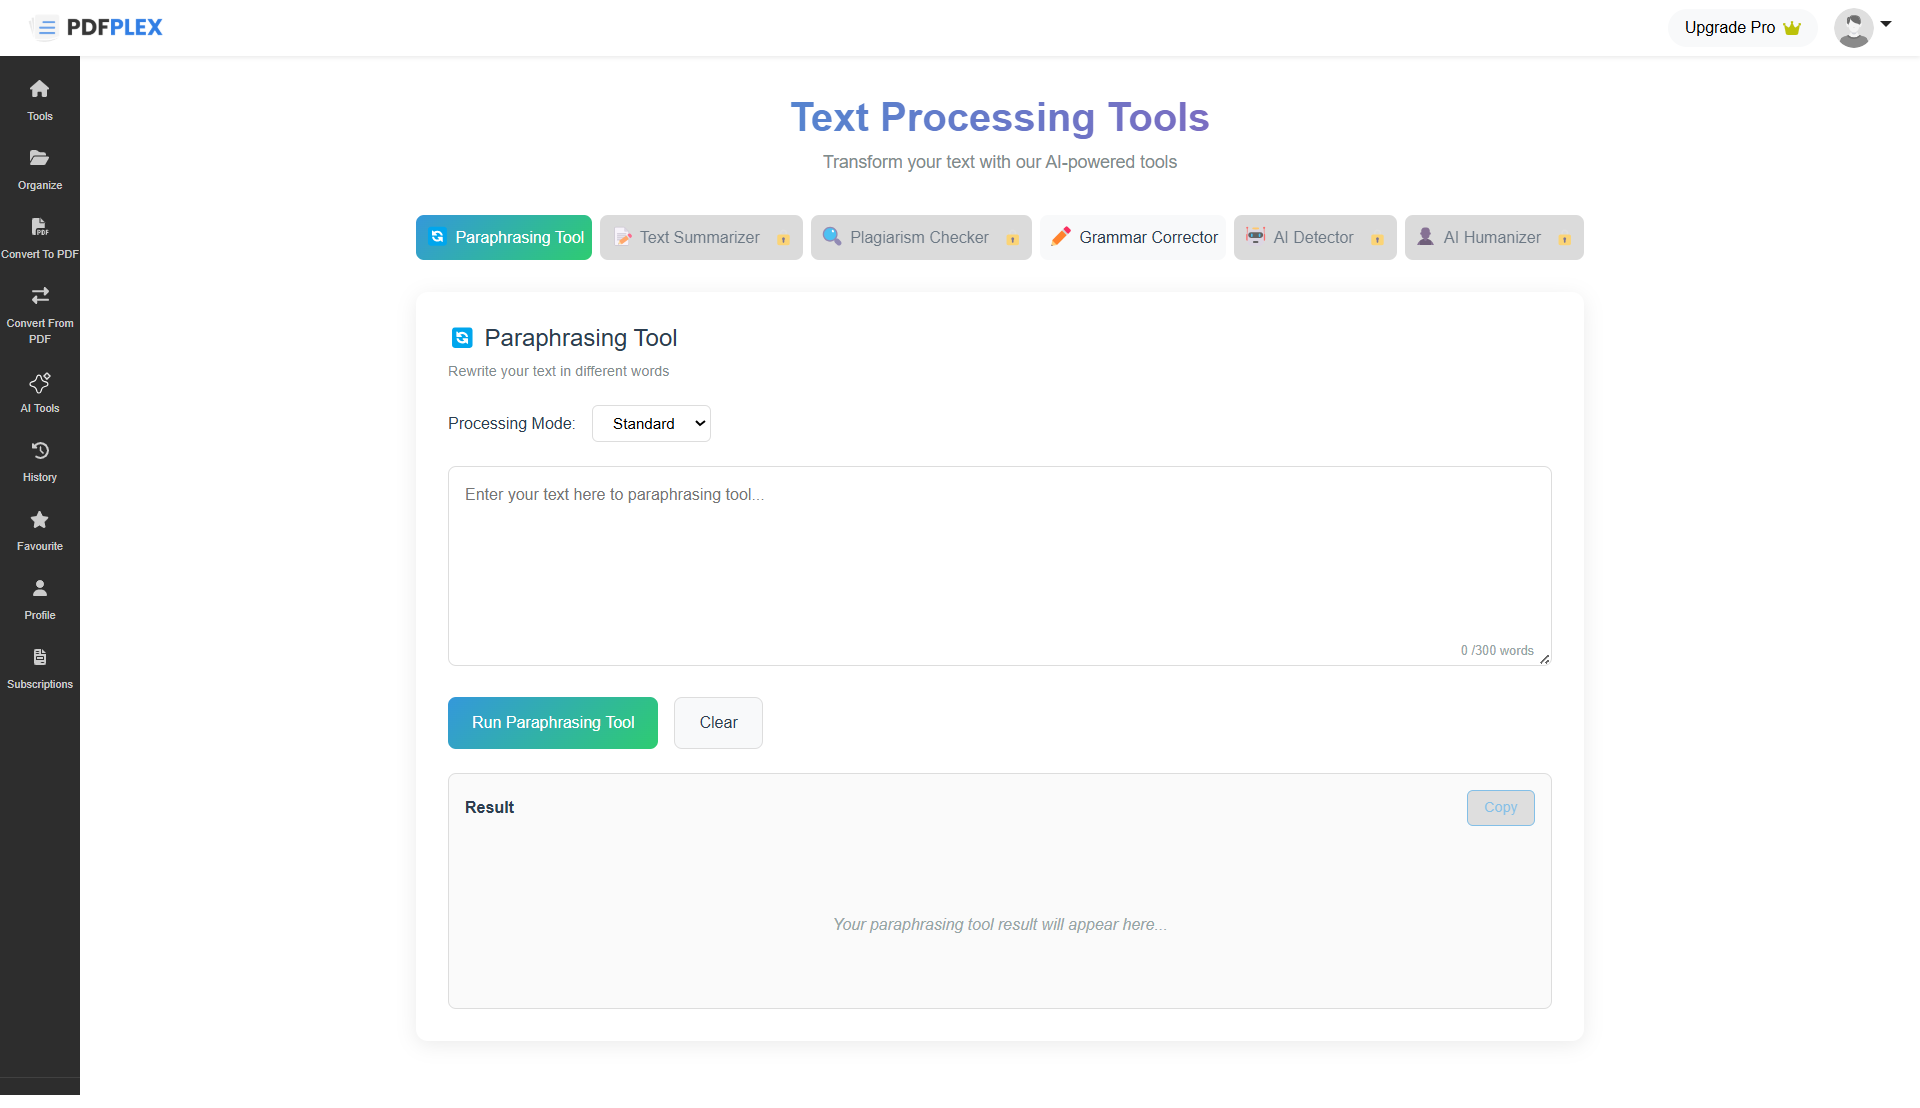 PDFPLEX
Upgrade Pro
Tools
Organize
Convert To PDF
Convert From
PDF
AI Tools
History
Favourite
Profile
Subscriptions
Text Processing Tools
Transform your text with our AI-powered tools
Paraphrasing Tool
Text Summarizer
Plagiarism Checker
Grammar Corrector
AI Detector
AI Humanizer
Paraphrasing Tool
Rewrite your text in different words
Processing Mode: Standard
Enter your text here to paraphrasing tool...
0 /300 words
Run Paraphrasing Tool
Clear
Result
Copy
Your paraphrasing tool result will appear here...